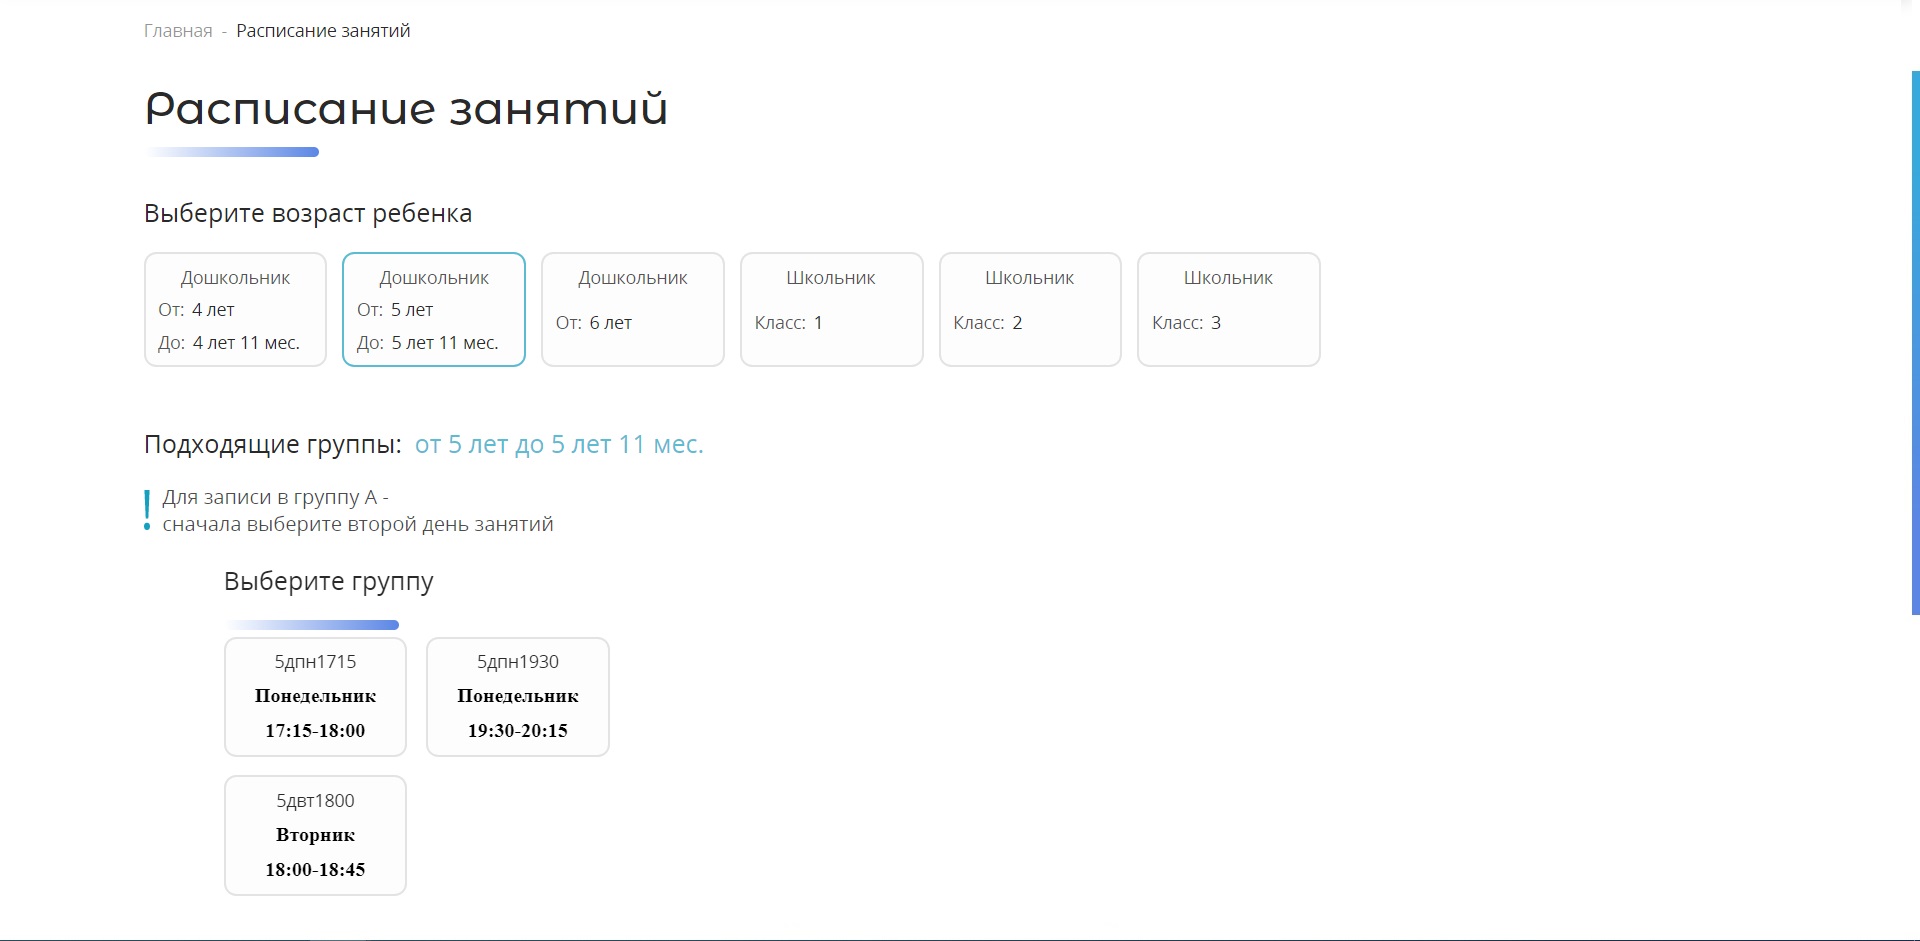 Главная - Расписание занятий
Расписание занятий
Выберите возраст ребенка
Дошкольник
От: 4 лет
До: 4 лет 11 мес.
Дошкольник
От: 5 лет
До: 5 лет 11 мес.
Дошкольник
От: 6 лет
Школьник
Класс: 1
Школьник
Класс: 2
Школьник
Класс: 3
Подходящие группы: от 5 лет до 5 лет 11 мес.
! Для записи в группу А -
сначала выберите второй день занятий
Выберите группу
5дпн1715
Понедельник
17:15-18:00
5дпн1930
Понедельник
19:30-20:15
5двт1800
Вторник
18:00-18:45